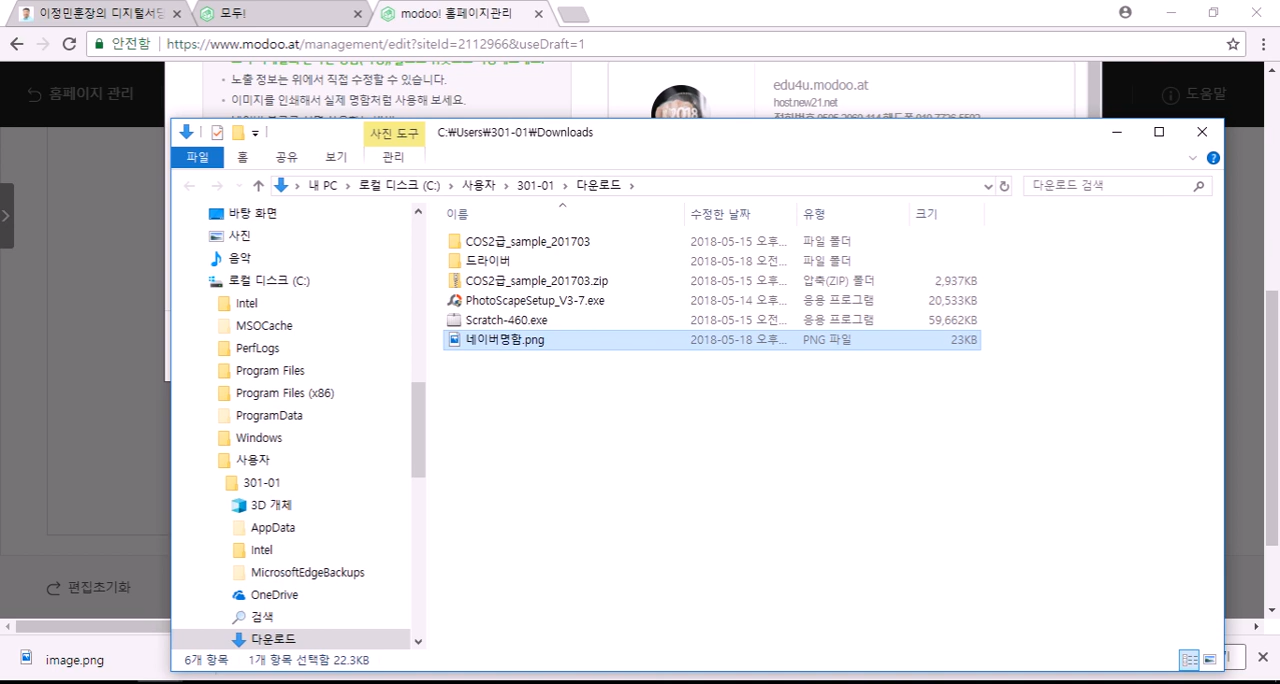 이정민훈장의 디지털서당
모두!
modoo! 홈페이지관리
안전함 https://www.modoo.at/management/edit?siteId=2112966&useDraft=1
홈페이지 관리
도움말
노출 정보는 위에서 직접 수정할 수 있습니다.
이미지를 인쇄해서 실제 명함처럼 사용해 보세요.
edu4u.modoo.at
host.new21.net
사진 도구 C:\Users\301-01\Downloads
파일 홈 공유 보기 관리
내 PC 로컬 디스크 (C:) 사용자 301-01 다운로드
다운로드 검색
바탕 화면
사진
음악
로컬 디스크 (C:)
Intel
MSOCache
PerfLogs
Program Files
Program Files (x86)
ProgramData
Windows
사용자
301-01
3D 개체
AppData
Intel
MicrosoftEdgeBackups
OneDrive
검색
다운로드
이름 수정한 날짜 유형 크기
COS2급_sample_201703 2018-05-15 오후... 파일 폴더
드라이버 2018-05-18 오전... 파일 폴더
COS2급_sample_201703.zip 2018-05-15 오후... 압축(ZIP) 폴더 2,937KB
PhotoScapeSetup_V3-7.exe 2018-05-14 오후... 응용 프로그램 20,533KB
Scratch-460.exe 2018-05-15 오전... 응용 프로그램 59,662KB
네이버명함.png 2018-05-18 오후... PNG 파일 23KB
6개 항목 1개 항목 선택함 22.3KB
편집초기화
image.png